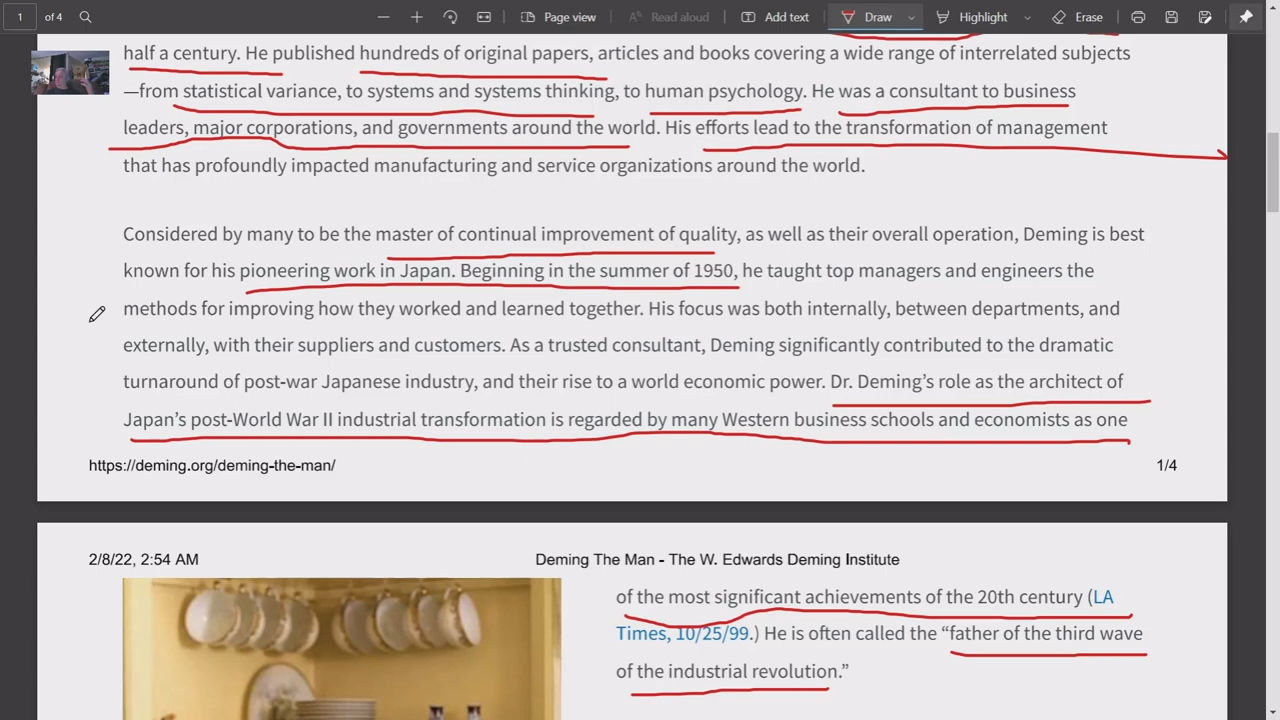 1 of 4 Page view Read aloud Add text Draw Highlight Erase
half a century. He published hundreds of original papers, articles and books covering a wide range of interrelated subjects
—from statistical variance, to systems and systems thinking, to human psychology. He was a consultant to business
leaders, major corporations, and governments around the world. His efforts lead to the transformation of management
that has profoundly impacted manufacturing and service organizations around the world.
Considered by many to be the master of continual improvement of quality, as well as their overall operation, Deming is best
known for his pioneering work in Japan. Beginning in the summer of 1950, he taught top managers and engineers the
methods for improving how they worked and learned together. His focus was both internally, between departments, and
externally, with their suppliers and customers. As a trusted consultant, Deming significantly contributed to the dramatic
turnaround of post-war Japanese industry, and their rise to a world economic power. Dr. Deming’s role as the architect of
Japan’s post-World War II industrial transformation is regarded by many Western business schools and economists as one
https://deming.org/deming-the-man/ 1/4
2/8/22, 2:54 AM Deming The Man - The W. Edwards Deming Institute
of the most significant achievements of the 20th century (LA
Times, 10/25/99.) He is often called the “father of the third wave
of the industrial revolution.”